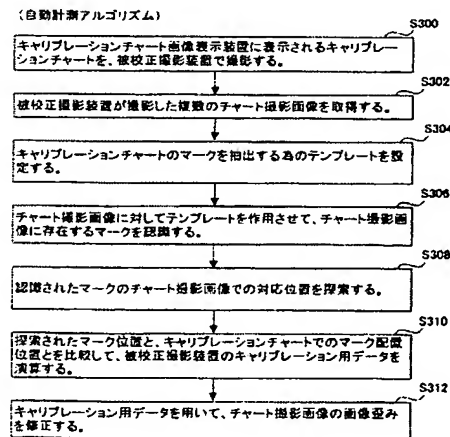 (自動計測アルゴリズム)
S300
キャリブレーションチャート画像表示装置に表示されるキャリブレー
ションチャートを、被校正撮影装置で撮影する。
S302
被校正撮影装置が撮影した複数のチャート撮影画像を取得する。
S304
キャリブレーションチャートのマークを抽出する為のテンプレートを設
定する。
S306
チャート撮影画像に対してテンプレートを作用させて、チャート撮影画
像に存在するマークを認識する。
S308
認識されたマークのチャート撮影画像での対応位置を探索する。
S310
探索されたマーク位置と、キャリブレーションチャートでのマーク配置
位置とを比較して、被校正撮影装置のキャリブレーション用データを
演算する。
S312
キャリブレーション用データを用いて、チャート撮影画像の画像歪み
を修正する。